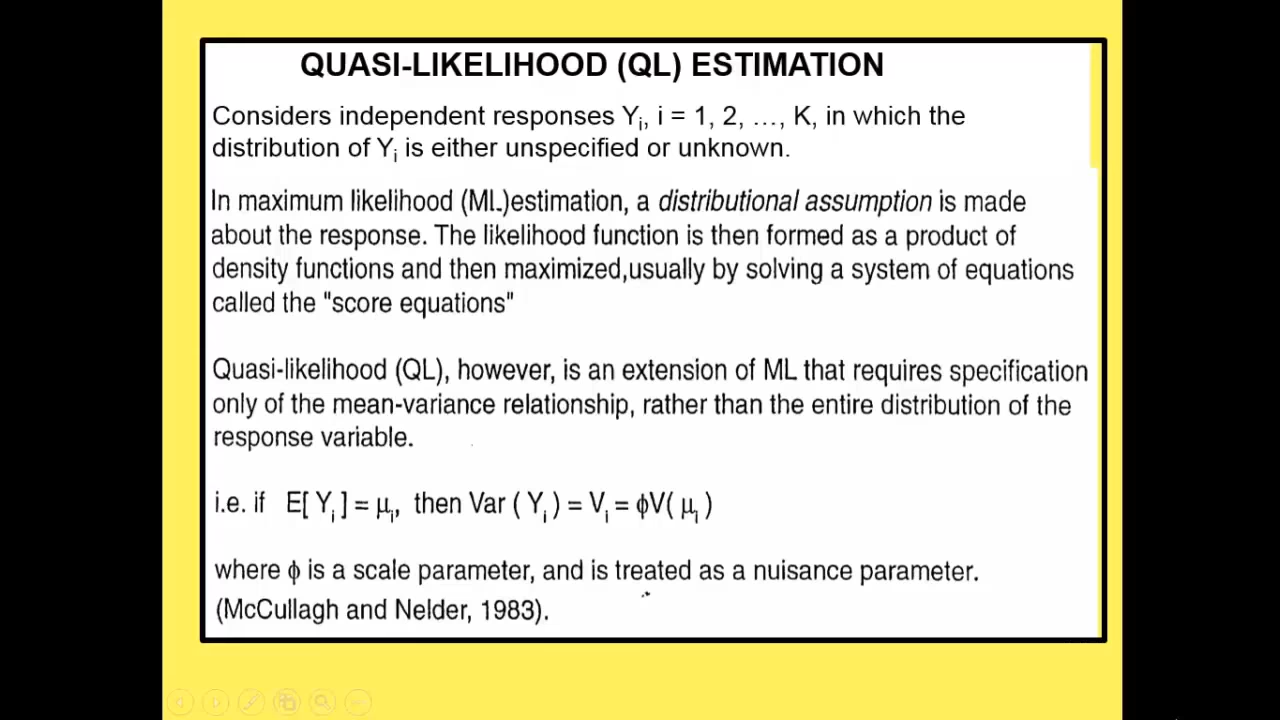 QUASI-LIKELIHOOD (QL) ESTIMATION
Considers independent responses Yi, i = 1, 2, …, K, in which the
distribution of Yi is either unspecified or unknown.
In maximum likelihood (ML)estimation, a distributional assumption is made
about the response. The likelihood function is then formed as a product of
density functions and then maximized,usually by solving a system of equations
called the "score equations"
Quasi-likelihood (QL), however, is an extension of ML that requires specification
only of the mean-variance relationship, rather than the entire distribution of the
response variable.
i.e. if E[ Yi ] = μi, then Var ( Yi ) = Vi = ϕV( μi )
where ϕ is a scale parameter, and is treated as a nuisance parameter.
(McCullagh and Nelder, 1983).